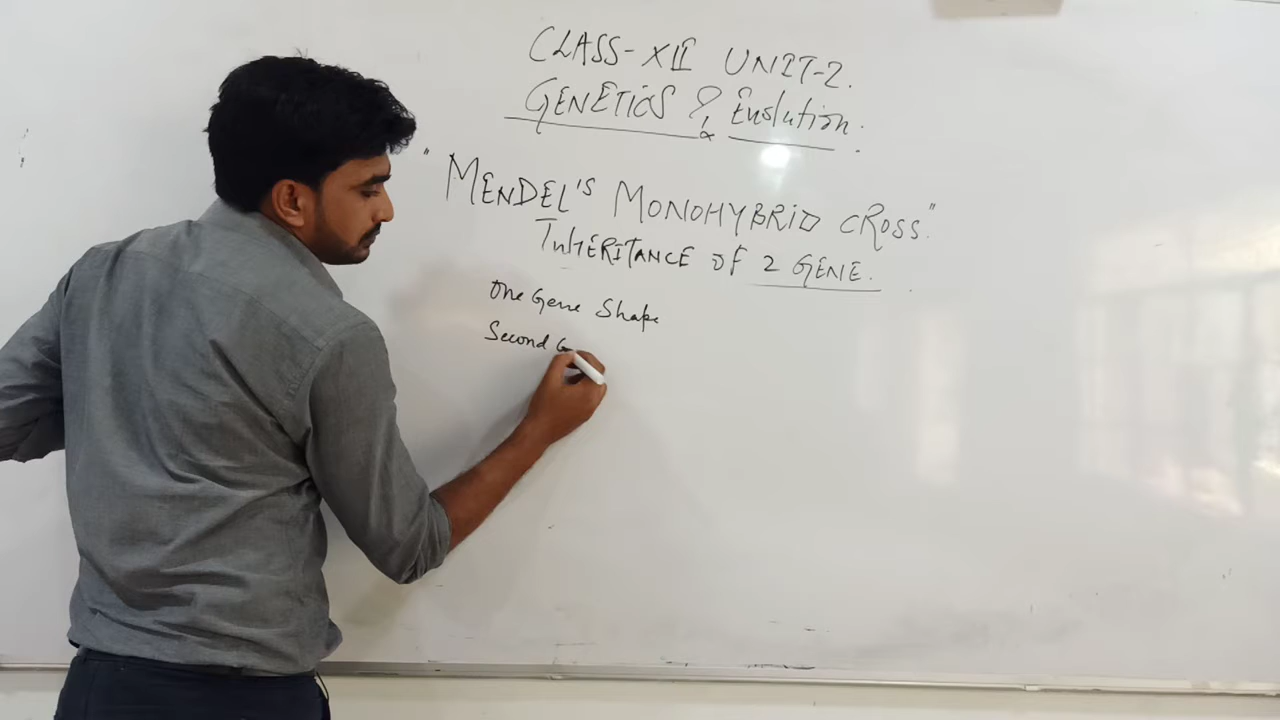 CLASS-XII UNIT-2.
GENETICS & Evolution.
"MENDEL'S MONOHYBRID CROSS".
INHERITANCE OF 2 GENE.
One Gene Shape
Second G